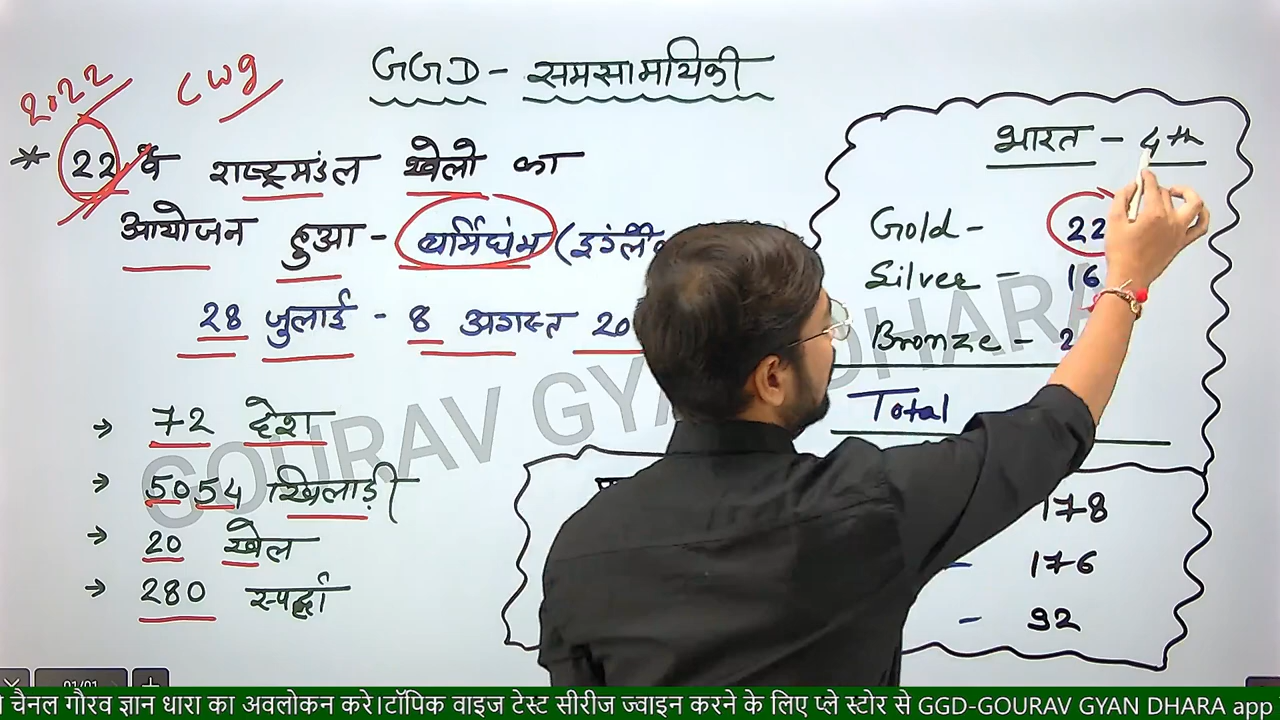 GGD - समसामयिकी
2022 CWG
* 22 वे राष्ट्रमंडल खेलो का
आयोजन हुआ - बर्मिघंम (इंग्लै
28 जुलाई - 8 अगस्त 20
→ 72 देश
→ 5054 खिलाड़ी
→ 20 खेल
→ 280 स्पर्द्धा
भारत - 4th
Gold - 22
Silver - 16
Bronze - 2
Total
178
- 176
- 92
GOURAV GYAN DHARA
चैनल गौरव ज्ञान धारा का अवलोकन करे।टॉपिक वाइज टेस्ट सीरीज ज्वाइन करने के लिए प्ले स्टोर से GGD-GOURAV GYAN DHARA app
01/01